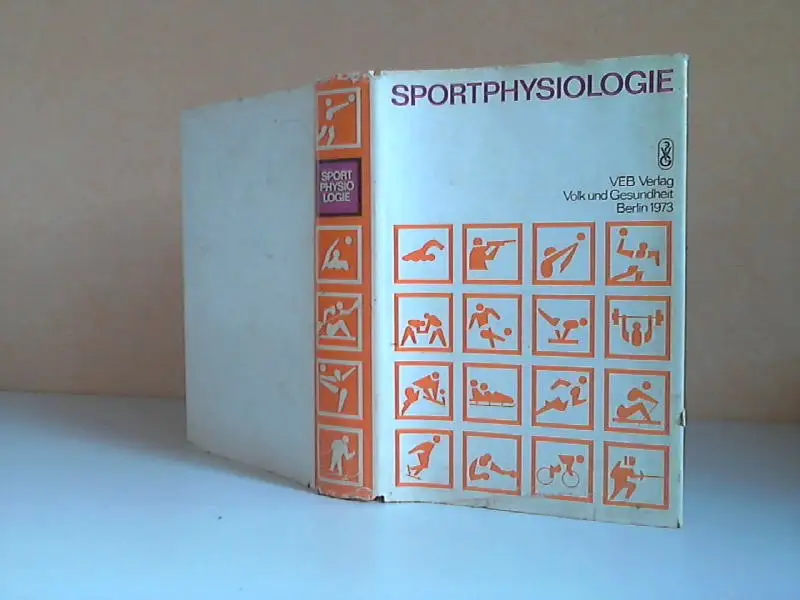 SPORTPHYSIOLOGIE
VEB Verlag
Volk und Gesundheit
Berlin 1973
SPORT
PHYSIO
LOGIE